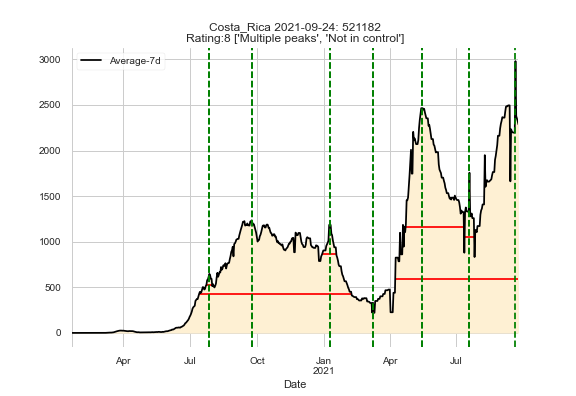 Costa_Rica 2021-09-24: 521182
Rating:8 ['Multiple peaks', 'Not in control']
Average-7d
3000
2500
2000
1500
1000
500
0
Apr Jul Oct Jan Apr Jul
2021
Date